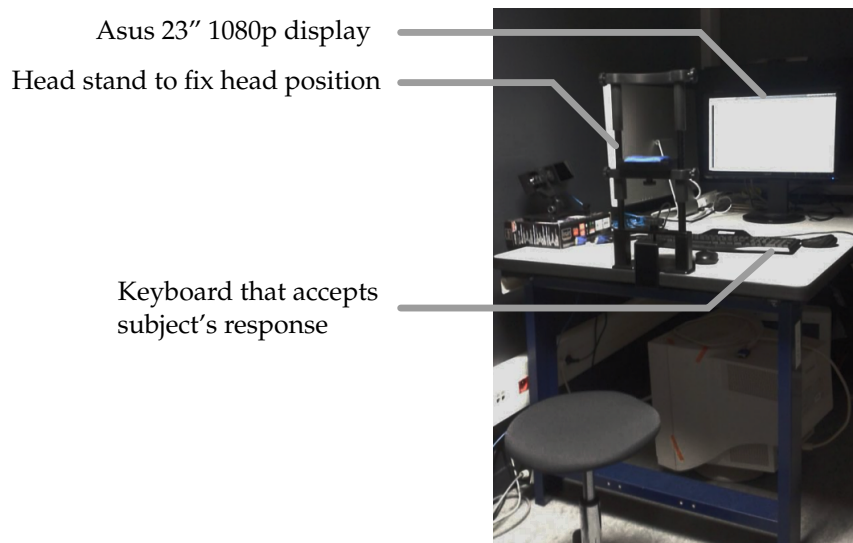 Asus 23” 1080p display
Head stand to fix head position
Keyboard that accepts
subject’s response